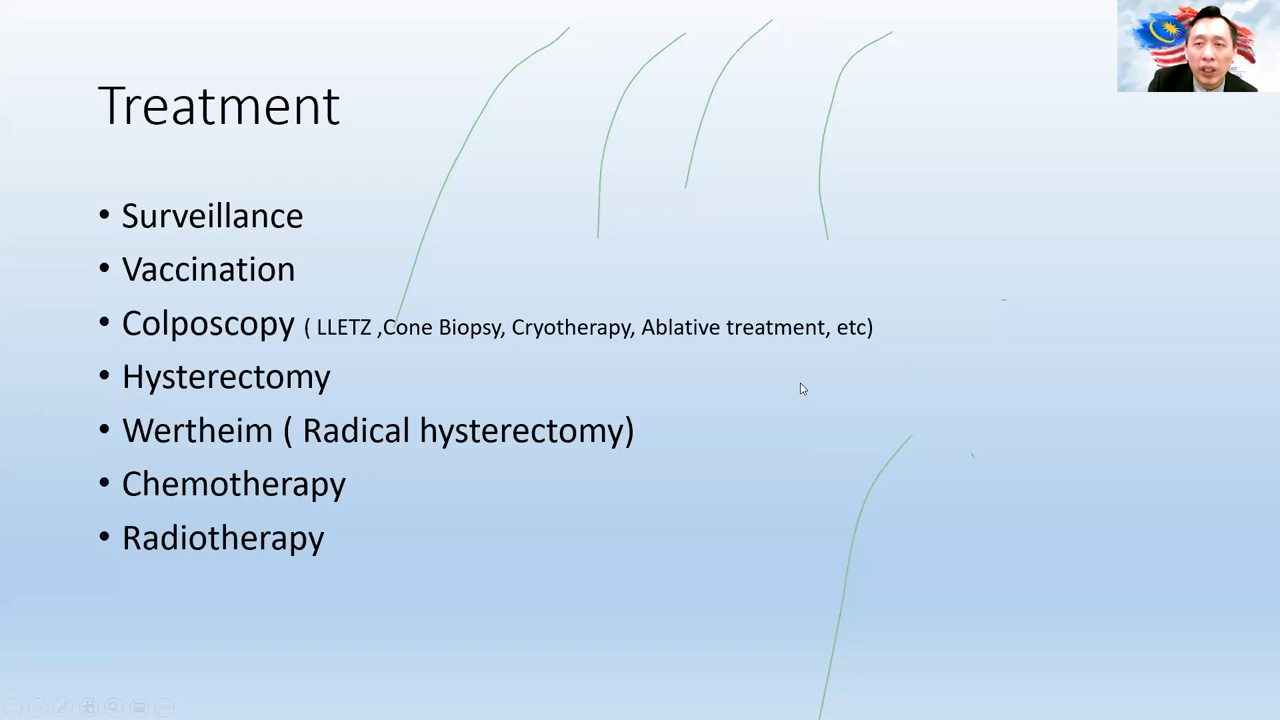 Treatment
• Surveillance
• Vaccination
• Colposcopy ( LLETZ ,Cone Biopsy, Cryotherapy, Ablative treatment, etc)
• Hysterectomy
• Wertheim ( Radical hysterectomy)
• Chemotherapy
• Radiotherapy